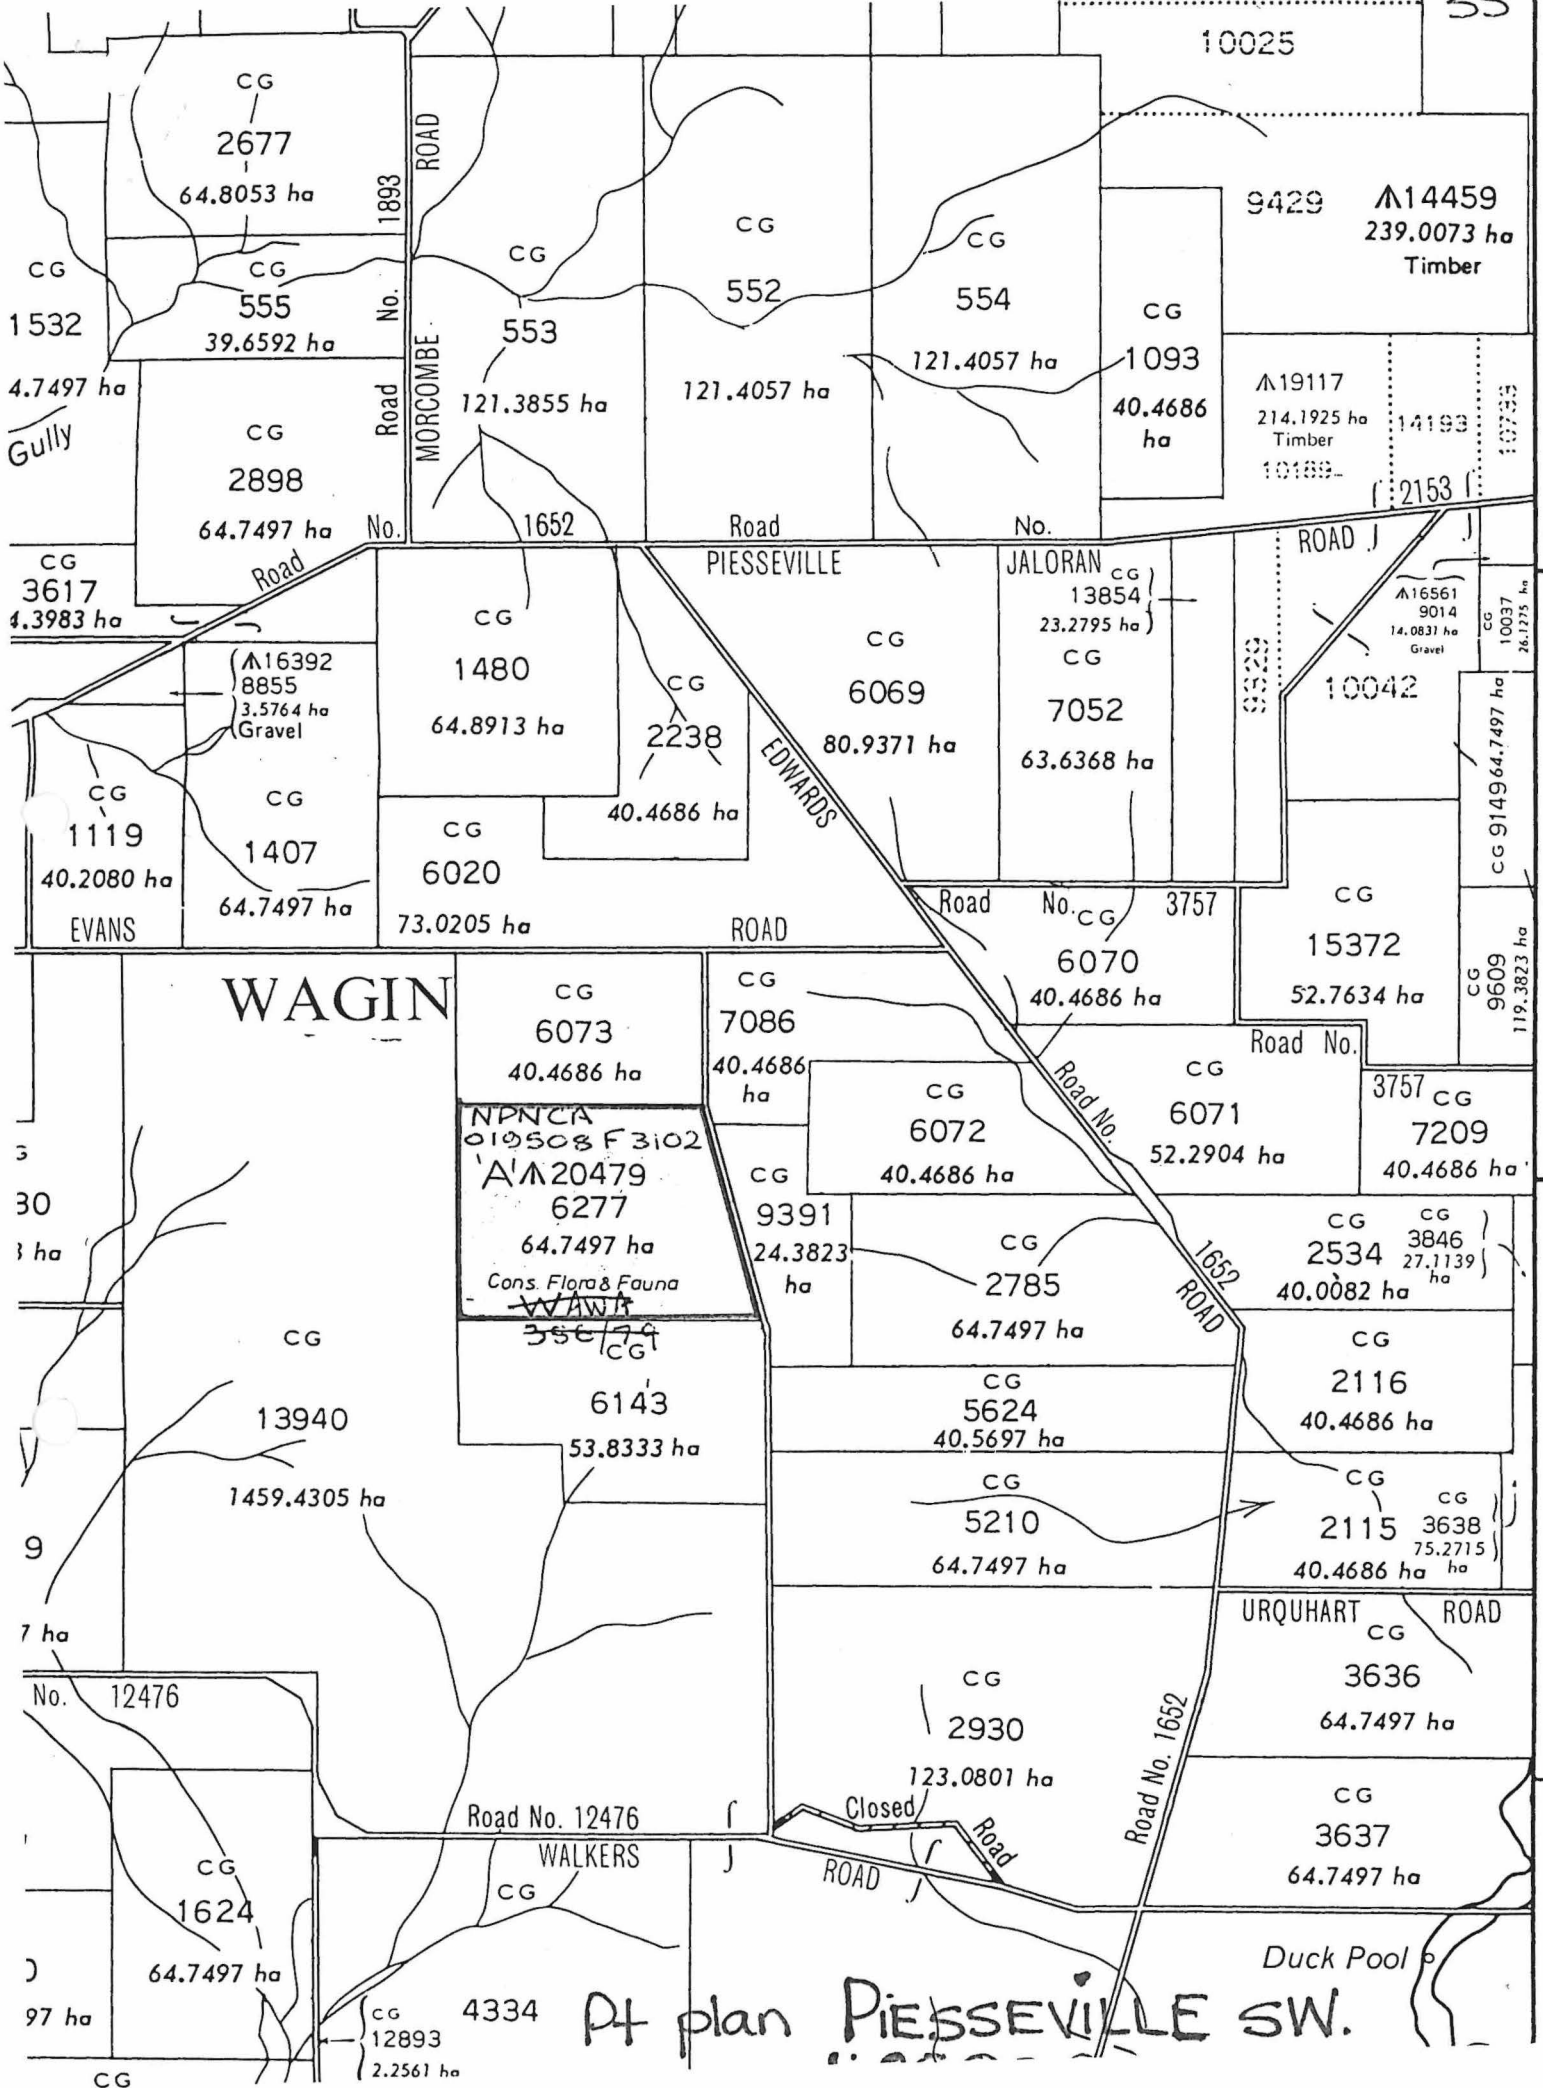 10025
CG
2677
64.8053 ha
ROAD
1893
No.
Road
MORCOMBE
CG
1532
4.7497 ha
Gully
CG
555
39.6592 ha
CG
553
121.3855 ha
CG
552
121.4057 ha
CG
554
121.4057 ha
CG
1093
40.4686
ha
9429
14459
239.0073 ha
Timber
19117
214.1925 ha
Timber
10189
14193
10733
CG
2898
64.7497 ha
CG
3617
4.3983 ha
Road
No.
1652
Road
No.
2153
PIESSEVILLE
JALORAN
ROAD
16392
8855
3.5764 ha
Gravel
CG
1480
64.8913 ha
CG
2238
40.4686 ha
EDWARDS
CG
6069
80.9371 ha
CG
13854
23.2795 ha
CG
7052
63.6368 ha
10042
16561
9014
14.0831 ha
Gravel
CG
10037
26.1275 ha
CG 9149 64.7497 ha
CG
1119
40.2080 ha
CG
1407
64.7497 ha
CG
6020
73.0205 ha
EVANS
ROAD
Road
No.
3757
CG
6070
40.4686 ha
CG
15372
52.7634 ha
CG
9609
119.3823 ha
WAGIN
CG
6073
40.4686 ha
CG
7086
40.4686
ha
Road No.
3757
Road No.
CG
6072
40.4686 ha
CG
6071
52.2904 ha
CG
7209
40.4686 ha
NPNCA
019508 F 3102
'A' 20479
6277
64.7497 ha
Cons. Flora & Fauna
WAWA
CG
9391
24.3823
ha
CG
2785
64.7497 ha
1652
ROAD
CG
2534
40.0082 ha
CG
3846
27.1139
ha
30
ha
CG
13940
1459.4305 ha
CG
6143
53.8333 ha
CG
5624
40.5697 ha
CG
2116
40.4686 ha
CG
5210
64.7497 ha
CG
2115
40.4686 ha
CG
3638
75.2715
ha
9
7 ha
URQUHART
ROAD
No.
12476
CG
2930
123.0801 ha
Road No. 1652
CG
3636
64.7497 ha
CG
3637
64.7497 ha
Road No. 12476
WALKERS
ROAD
Closed
Road
CG
1624
64.7497 ha
97 ha
CG
CG
4334
CG
12893
2.2561 ha
Duck Pool
Pt plan PIESSEVILLE SW.